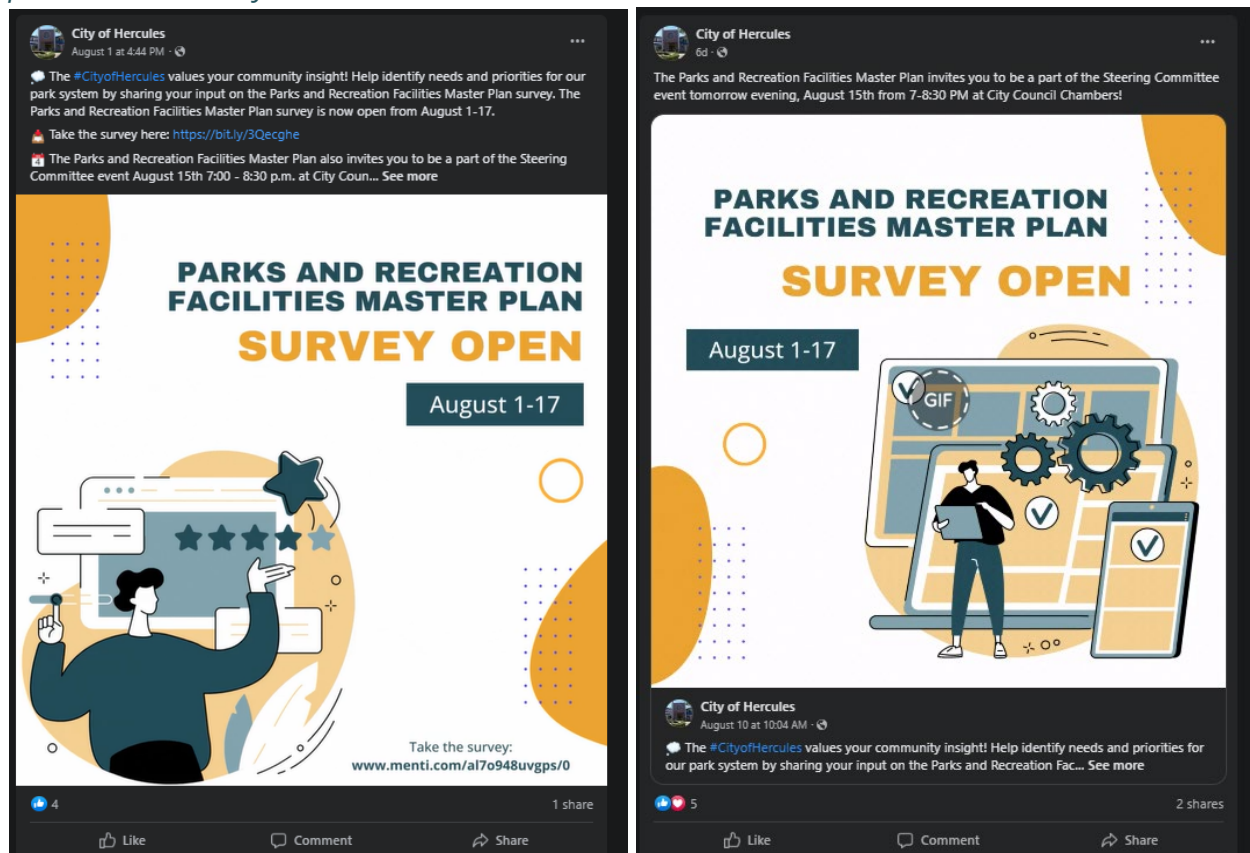 City of Hercules
August 1 at 4:44 PM ·
The #CityofHercules values your community insight! Help identify needs and priorities for our
park system by sharing your input on the Parks and Recreation Facilities Master Plan survey. The
Parks and Recreation Facilities Master Plan survey is now open from August 1-17.
Take the survey here: https://bit.ly/3Qecghe
The Parks and Recreation Facilities Master Plan also invites you to be a part of the Steering
Committee event August 15th 7:00 - 8:30 p.m. at City Coun... See more
PARKS AND RECREATION
FACILITIES MASTER PLAN
SURVEY OPEN
August 1-17
Take the survey:
www.menti.com/al7o948uvgps/0
4
1 share
Like
Comment
Share
City of Hercules
6d ·
The Parks and Recreation Facilities Master Plan invites you to be a part of the Steering Committee
event tomorrow evening, August 15th from 7-8:30 PM at City Council Chambers!
PARKS AND RECREATION
FACILITIES MASTER PLAN
SURVEY OPEN
August 1-17
GIF
City of Hercules
August 10 at 10:04 AM ·
The #CityofHercules values your community insight! Help identify needs and priorities for
our park system by sharing your input on the Parks and Recreation Fac... See more
5
2 shares
Like
Comment
Share